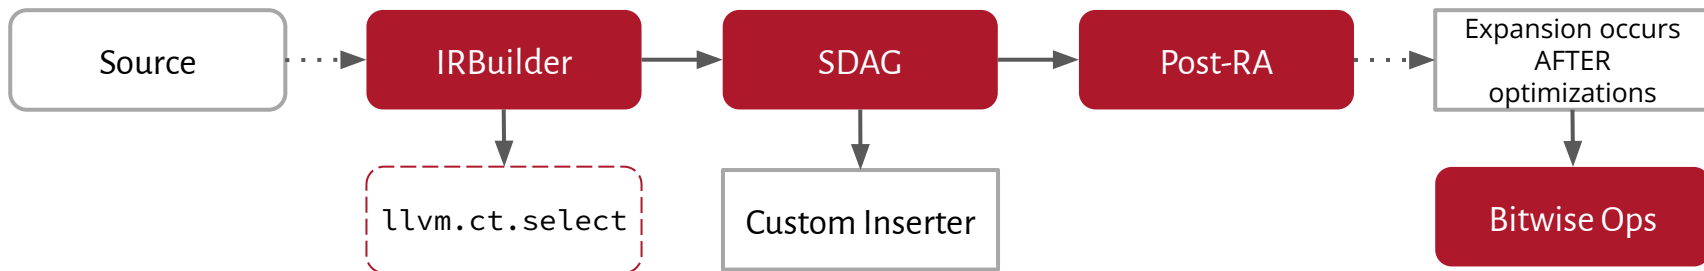 Source
IRBuilder
SDAG
Post-RA
Expansion occurs
AFTER
optimizations
llvm.ct.select
Custom Inserter
Bitwise Ops